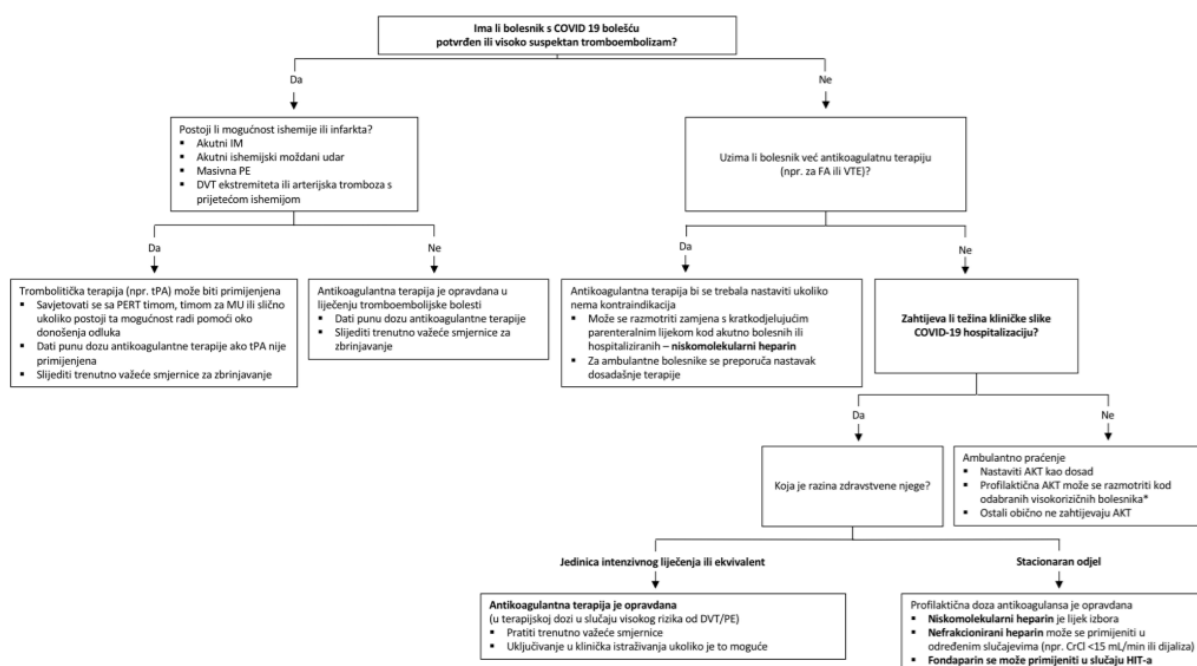 Ima li bolesnik s COVID 19 bolešću
potvrđen ili visoko suspektan tromboembolizam?
Da
Ne
Postoji li mogućnost ishemije ili infarkta?
▪ Akutni IM
▪ Akutni ishemijski moždani udar
▪ Masivna PE
▪ DVT ekstremiteta ili arterijska tromboza s
prijetećom ishemijom
Uzima li bolesnik već antikoagulatnu terapiju
(npr. za FA ili VTE)?
Da
Ne
Da
Ne
Trombolitička terapija (npr. tPA) može biti primijenjena
▪ Savjetovati se sa PERT timom, timom za MU ili slično
ukoliko postoji ta mogućnost radi pomoći oko
donošenja odluka
▪ Dati punu dozu antikoagulantne terapije ako tPA nije
primijenjena
▪ Slijediti trenutno važeće smjernice za zbrinjavanje
Antikoagulantna terapija je opravdana u
liječenju tromboembolijske bolesti
▪ Dati punu dozu antikoagulantne terapije
▪ Slijediti trenutno važeće smjernice za
zbrinjavanje
Antikoagulantna terapija bi se trebala nastaviti ukoliko
nema kontraindikacija
▪ Može se razmotriti zamjena s kratkodjelujućim
parenteralnim lijekom kod akutno bolesnih ili
hospitaliziranih – niskomolekularni heparin
▪ Za ambulantne bolesnike se preporuča nastavak
dosadašnje terapije
Zahtijeva li težina kliničke slike
COVID-19 hospitalizaciju?
Da
Ne
Koja je razina zdravstvene njege?
Ambulantno praćenje
▪ Nastaviti AKT kao dosad
▪ Profilaktična AKT može se razmotriti kod
odabranih visokorizičnih bolesnika*
▪ Ostali obično ne zahtijevaju AKT
Jedinica intenzivnog liječenja ili ekvivalent
Stacionaran odjel
Antikoagulantna terapija je opravdana
(u terapijskoj dozi u slučaju visokog rizika od DVT/PE)
▪ Pratiti trenutno važeće smjernice
▪ Uključivanje u klinička istraživanja ukoliko je to moguće
Profilaktična doza antikoagulansa je opravdana
▪ Niskomolekularni heparin je lijek izbora
▪ Nefrakcionirani heparin može se primijeniti u
određenim slučajevima (npr. CrCl <15 mL/min ili dijaliza)
▪ Fondaparin se može primijeniti u slučaju HIT-a